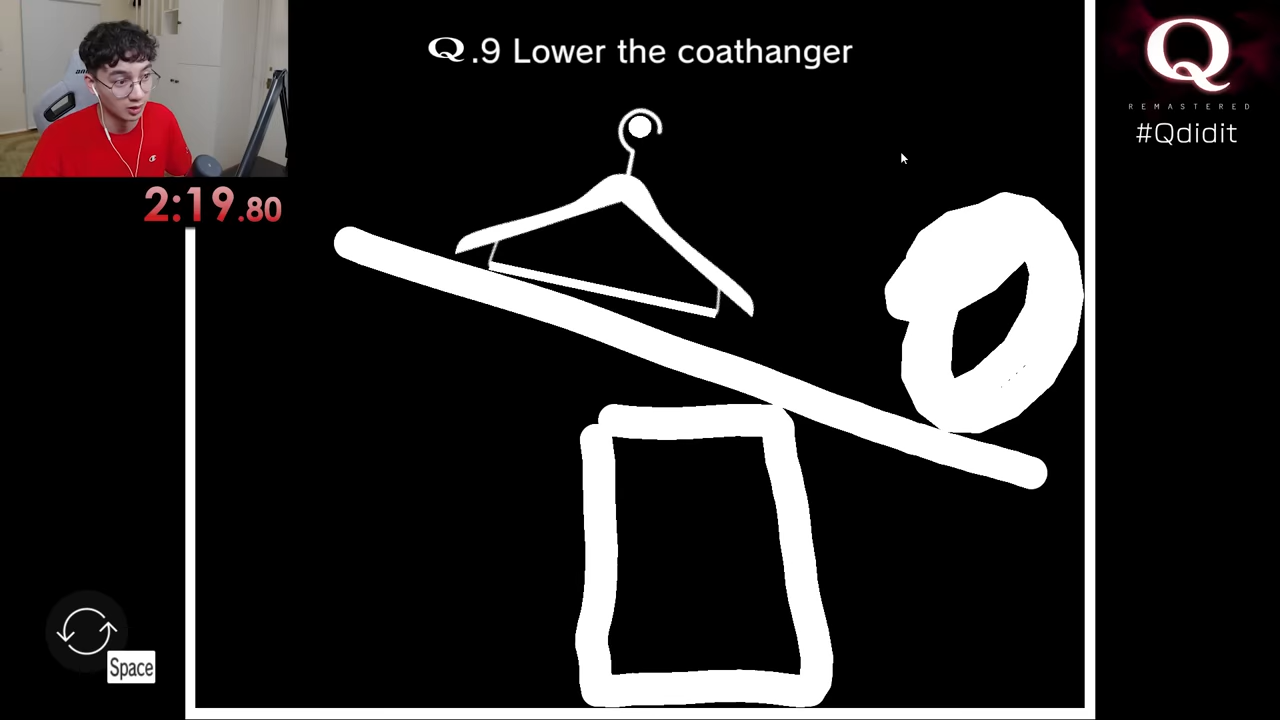 Q.9 Lower the coathanger
Q
REMASTERED
#Qdidit
2:19.80
Space